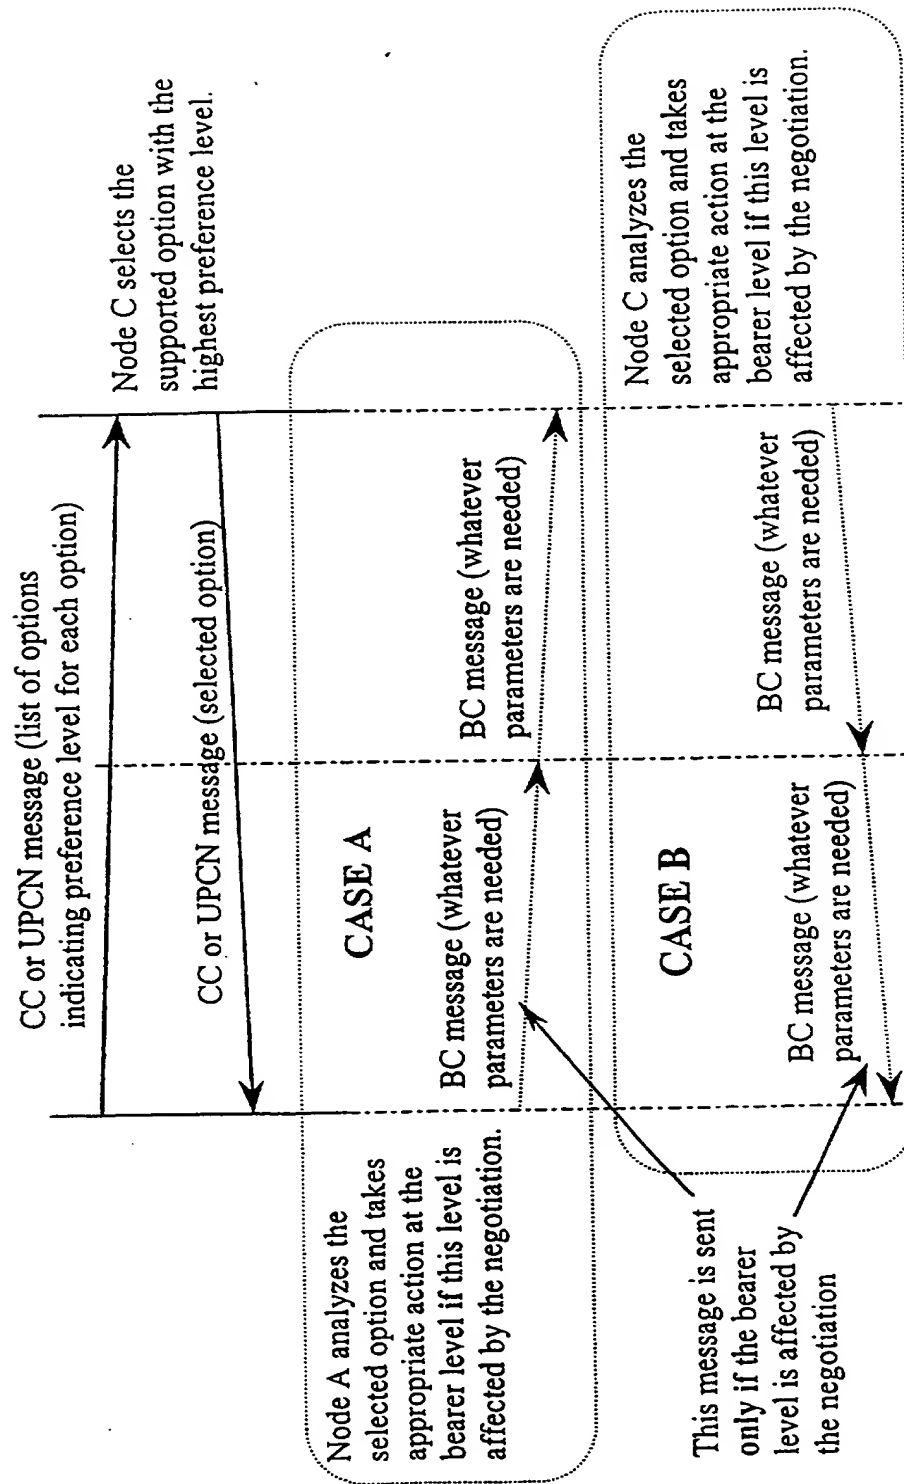 CC or UPCN message (list of options
indicating preference level for each option)
Node C selects the
supported option with the
highest preference level.
CC or UPCN message (selected option)
Node A analyzes the
selected option and takes
appropriate action at the
bearer level if this level is
affected by the negotiation.
CASE A
BC message (whatever
parameters are needed)
BC message (whatever
parameters are needed)
This message is sent
only if the bearer
level is affected by
the negotiation
CASE B
BC message (whatever
parameters are needed)
BC message (whatever
parameters are needed)
Node C analyzes the
selected option and takes
appropriate action at the
bearer level if this level is
affected by the negotiation.